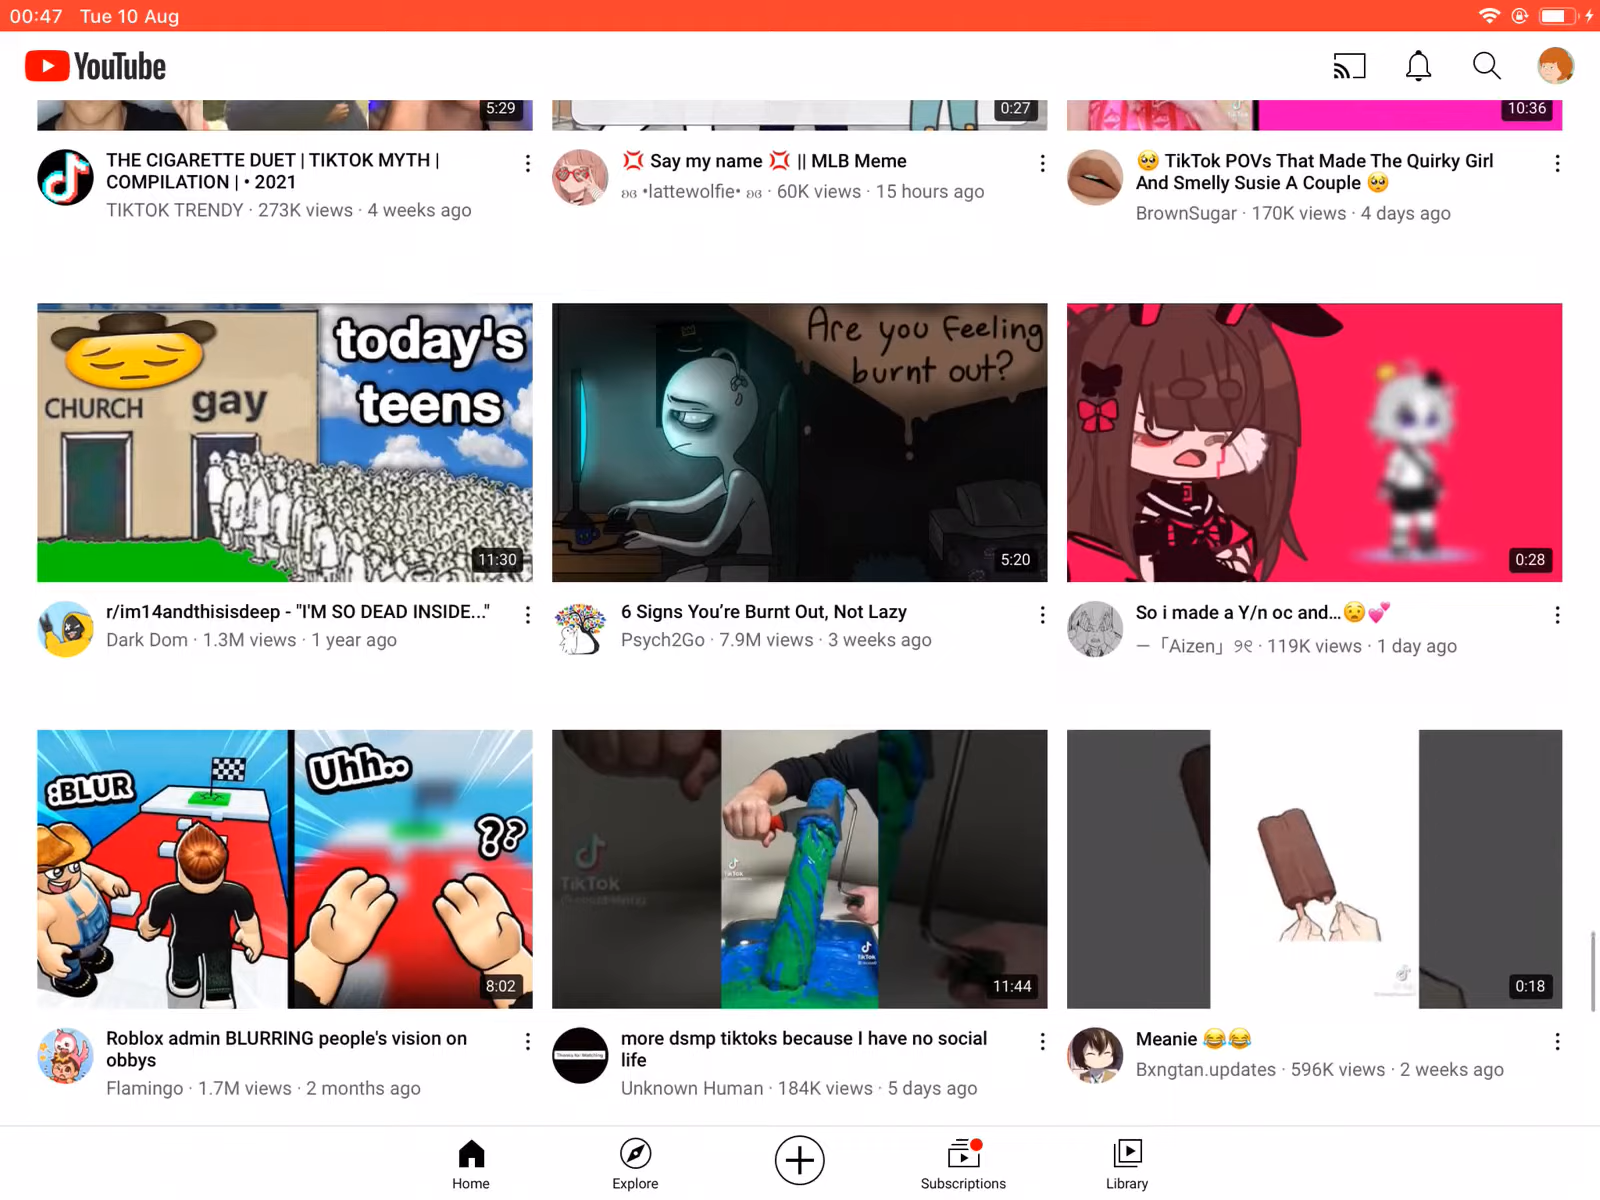 00:47 Tue 10 Aug
YouTube
5:29
0:27
10:36
THE CIGARETTE DUET | TIKTOK MYTH |
COMPILATION | • 2021
TIKTOK TRENDY · 273K views · 4 weeks ago
💢 Say my name 💢 || MLB Meme
ʚɞ •lattewolfie• ʚɞ · 60K views · 15 hours ago
🥺 TikTok POVs That Made The Quirky Girl
And Smelly Susie A Couple 🥺
BrownSugar · 170K views · 4 days ago
CHURCH
gay
today's
teens
11:30
Are you Feeling
burnt out?
5:20
0:28
r/im14andthisisdeep - "I'M SO DEAD INSIDE..."
Dark Dom · 1.3M views · 1 year ago
6 Signs You're Burnt Out, Not Lazy
Psych2Go · 7.9M views · 3 weeks ago
So i made a Y/n oc and...😧💕
—「Aizen」୨୧ · 119K views · 1 day ago
:BLUR
Uhh..
??
8:02
TikTok
TikTok
TikTok
11:44
0:18
Roblox admin BLURRING people's vision on
obbys
Flamingo · 1.7M views · 2 months ago
more dsmp tiktoks because I have no social
life
Unknown Human · 184K views · 5 days ago
Meanie 😂😂
Bxngtan.updates · 596K views · 2 weeks ago
Home
Explore
Subscriptions
Library